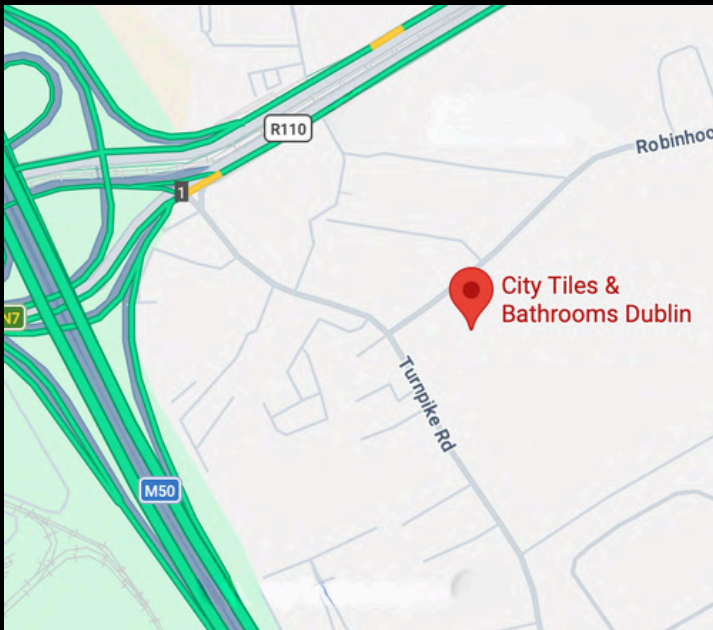 R110
Robinhoo
1
City Tiles &
Bathrooms Dublin
N7
Turnpike Rd
M50